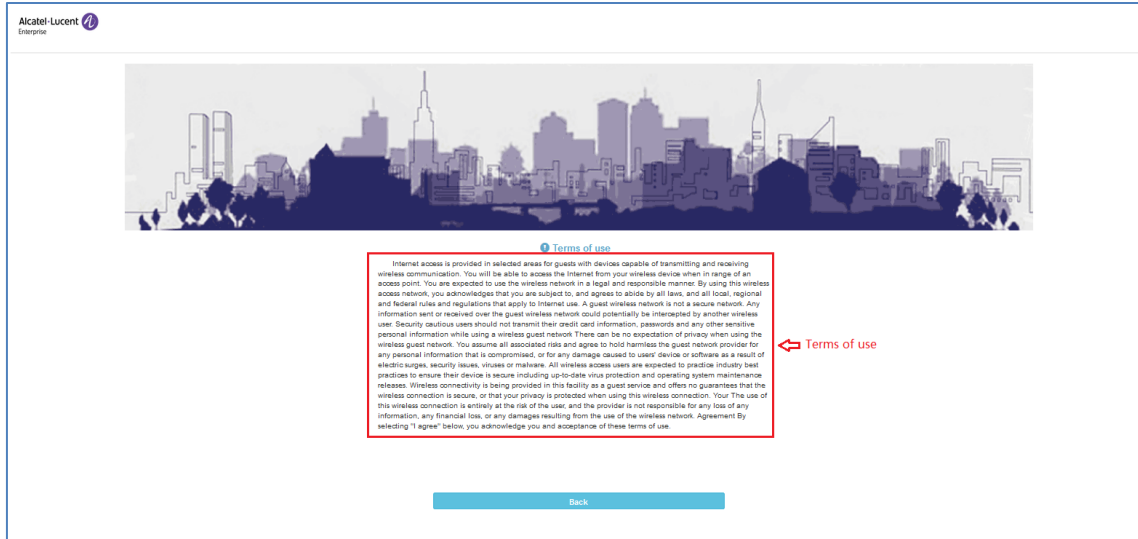 Alcatel·Lucent
Enterprise
Terms of use
Internet access is provided in selected areas for guests with devices capable of transmitting and receiving
wireless communication. You will be able to access the Internet from your wireless device when in range of an
access point. You are expected to use the wireless network in a legal and responsible manner. By using this wireless
access network, you acknowledges that you are subject to, and agrees to abide by all laws, and all local, regional
and federal rules and regulations that apply to Internet use. A guest wireless network is not a secure network. Any
information sent or received over the guest wireless network could potentially be intercepted by another wireless
user. Security cautious users should not transmit their credit card information, passwords and any other sensitive
personal information while using a wireless guest network There can be no expectation of privacy when using the
wireless guest network. You assume all associated risks and agree to hold harmless the guest network provider for
any personal information that is compromised, or for any damage caused to users' device or software as a result of
electric surges, security issues, viruses or malware. All wireless access users are expected to practice industry best
practices to ensure their device is secure including up-to-date virus protection and operating system maintenance
releases. Wireless connectivity is being provided in this facility as a guest service and offers no guarantees that the
wireless connection is secure, or that your privacy is protected when using this wireless connection. Your The use of
this wireless connection is entirely at the risk of the user, and the provider is not responsible for any loss of any
information, any financial loss, or any damages resulting from the use of the wireless network. Agreement By
selecting "I agree" below, you acknowledge you and acceptance of these terms of use.
Terms of use
Back